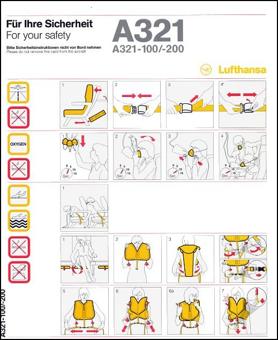 Für Ihre Sicherheit
For your safety
Bitte Sicherheitsinstruktionen nicht von Bord nehmen
Please do not remove this card from the aircraft
A321
A321-100/-200
Lufthansa
OXYGEN
1
2
3
4
1
2
3
4
1
1
2
3
4
5
6
6a
7
A321-100/-200